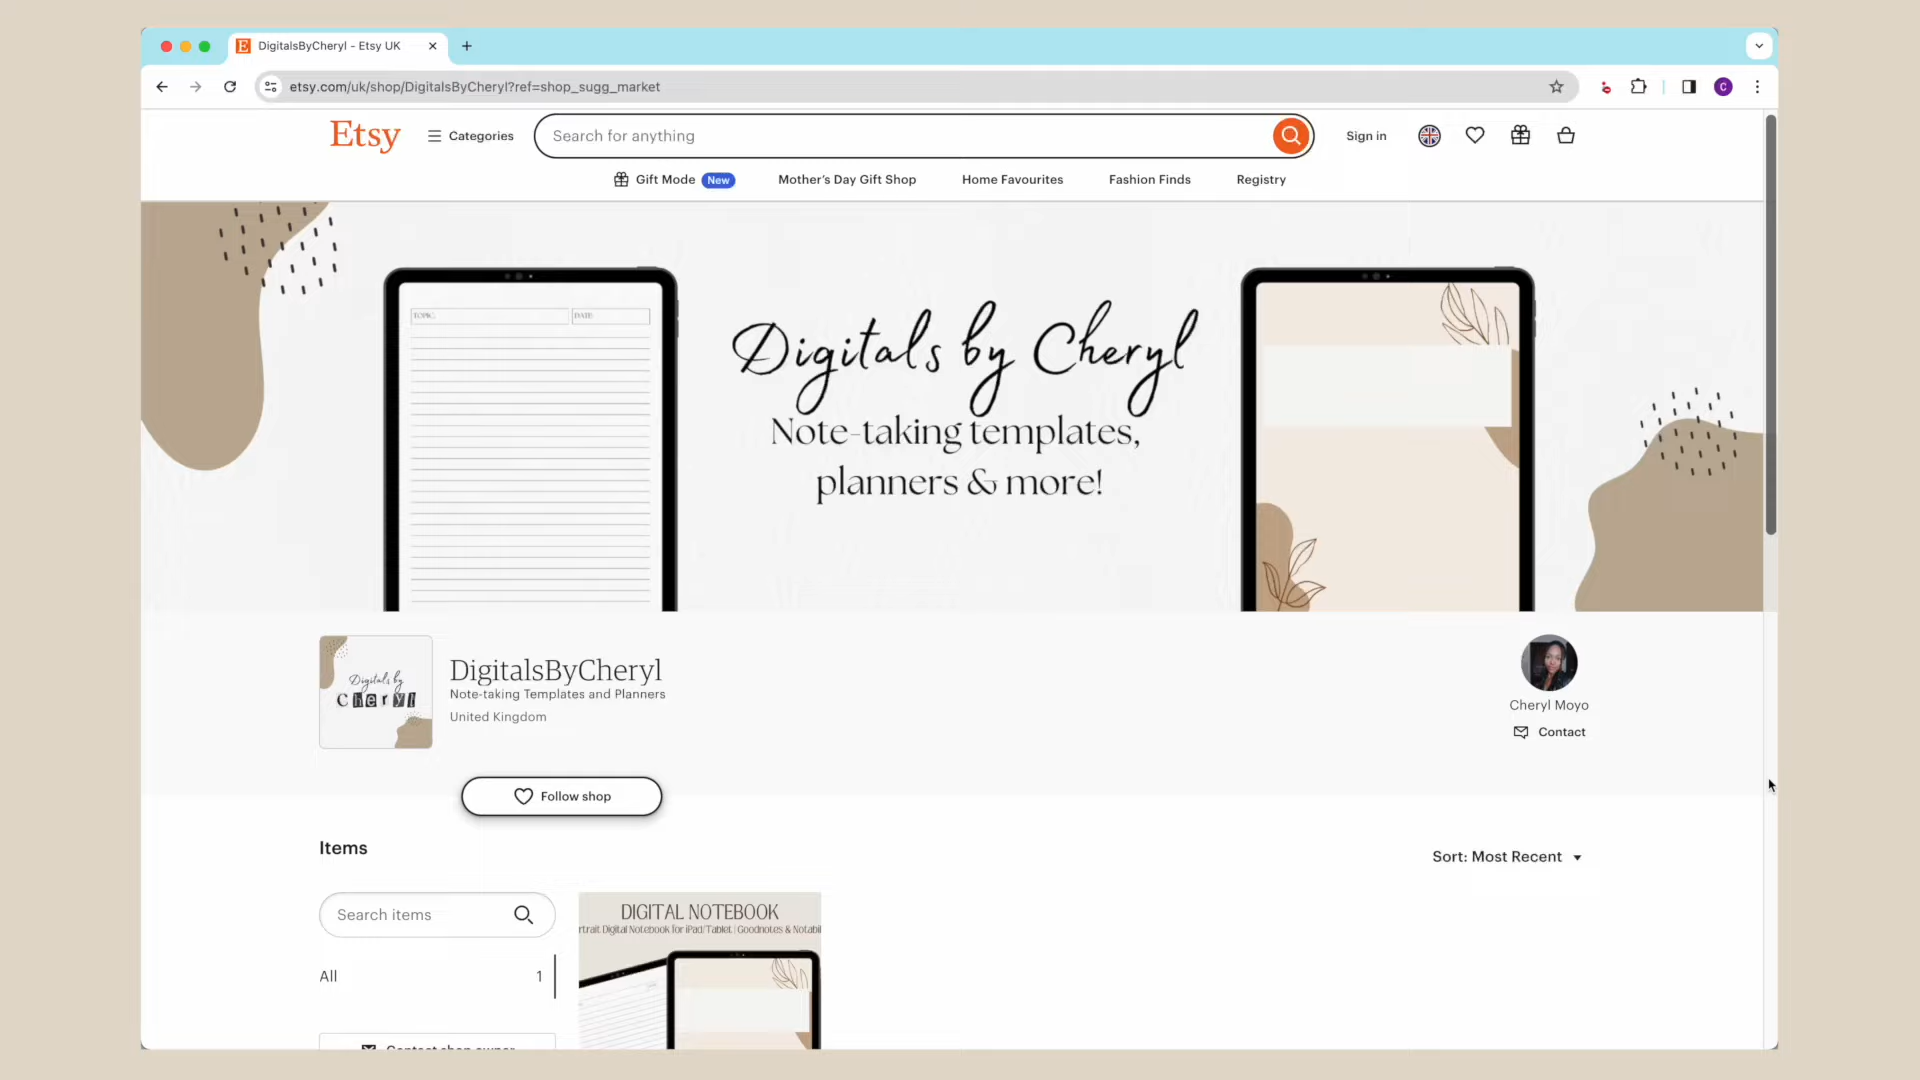 DigitalsByCheryl - Etsy UK
etsy.com/uk/shop/DigitalsByCheryl?ref=shop_sugg_market
C
Etsy
Categories
Search for anything
Sign in
Gift Mode New
Mother's Day Gift Shop
Home Favourites
Fashion Finds
Registry
TOPIC:
DATE:
Digitals by Cheryl
Note-taking templates,
planners & more!
Digitals by
Cheryl
DigitalsByCheryl
Note-taking Templates and Planners
United Kingdom
Cheryl Moyo
Contact
Follow shop
Items
Sort: Most Recent
Search items
All 1
DIGITAL NOTEBOOK
rtrait Digital Notebook for iPad/Tablet | Goodnotes & Notabil
Contact shop owner